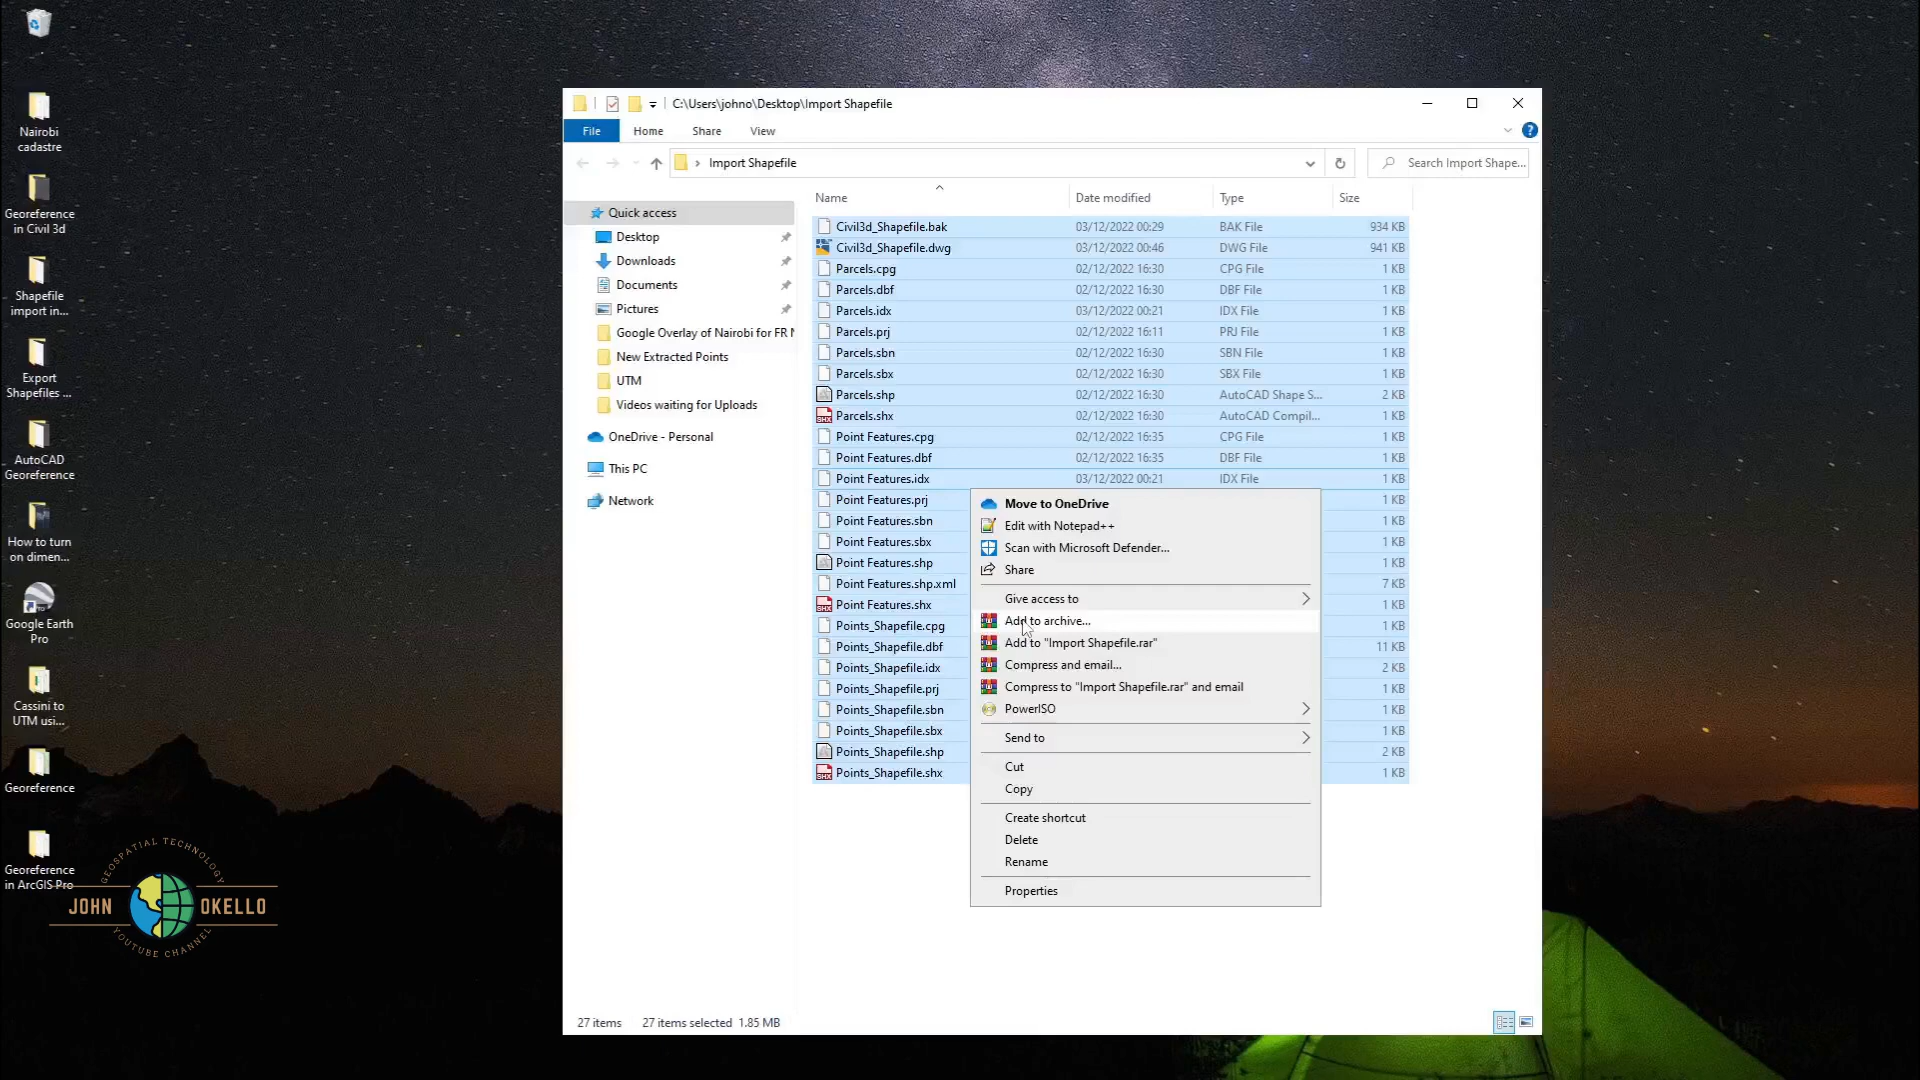 Nairobi
cadastre
Georeference
in Civil 3d
Shapefile
import in...
Export
Shapefiles ...
AutoCAD
Georeference
How to turn
on dimen...
Google Earth
Pro
Cassini to
UTM usi...
Georeference
Georeference
in ArcGIS Pro
GEOSPATIAL TECHNOLOGY
JOHN OKELLO
YOUTUBE CHANNEL
C:\Users\johno\Desktop\Import Shapefile
File Home Share View
Import Shapefile
Search Import Shape...
Quick access
Desktop
Downloads
Documents
Pictures
Google Overlay of Nairobi for FR
New Extracted Points
UTM
Videos waiting for Uploads
OneDrive - Personal
This PC
Network
Name Date modified Type Size
Civil3d_Shapefile.bak 03/12/2022 00:29 BAK File 934 KB
Civil3d_Shapefile.dwg 03/12/2022 00:46 DWG File 941 KB
Parcels.cpg 02/12/2022 16:30 CPG File 1 KB
Parcels.dbf 02/12/2022 16:30 DBF File 1 KB
Parcels.idx 03/12/2022 00:21 IDX File 1 KB
Parcels.prj 02/12/2022 16:11 PRJ File 1 KB
Parcels.sbn 02/12/2022 16:30 SBN File 1 KB
Parcels.sbx 02/12/2022 16:30 SBX File 1 KB
Parcels.shp 02/12/2022 16:30 AutoCAD Shape S... 2 KB
Parcels.shx 02/12/2022 16:30 AutoCAD Compil... 1 KB
Point Features.cpg 02/12/2022 16:35 CPG File 1 KB
Point Features.dbf 02/12/2022 16:35 DBF File 1 KB
Point Features.idx 03/12/2022 00:21 IDX File 1 KB
Point Features.prj 1 KB
Point Features.sbn 1 KB
Point Features.sbx 1 KB
Point Features.shp 1 KB
Point Features.shp.xml 7 KB
Point Features.shx 1 KB
Points_Shapefile.cpg 1 KB
Points_Shapefile.dbf 11 KB
Points_Shapefile.idx 2 KB
Points_Shapefile.prj 1 KB
Points_Shapefile.sbn 1 KB
Points_Shapefile.sbx 1 KB
Points_Shapefile.shp 2 KB
Points_Shapefile.shx 1 KB
Move to OneDrive
Edit with Notepad++
Scan with Microsoft Defender...
Share
Give access to
Add to archive...
Add to "Import Shapefile.rar"
Compress and email...
Compress to "Import Shapefile.rar" and email
PowerISO
Send to
Cut
Copy
Create shortcut
Delete
Rename
Properties
27 items 27 items selected 1.85 MB